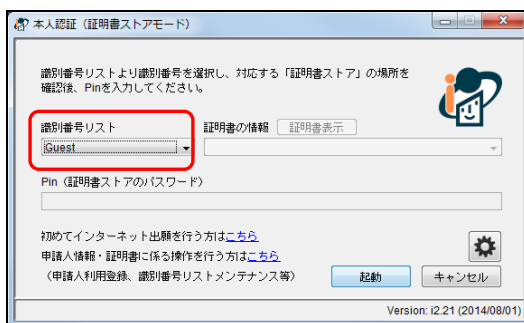 本人認証（証明書ストアモード）
識別番号リストより識別番号を選択し、対応する「証明書ストア」の場所を
確認後、Pinを入力してください。
識別番号リスト 証明書の情報 証明書表示
Guest
Pin（証明書ストアのパスワード）
初めてインターネット出願を行う方はこちら
申請人情報・証明書に係る操作を行う方はこちら
（申請人利用登録、識別番号リストメンテナンス等） 起動 キャンセル
Version: i2.21 (2014/08/01)